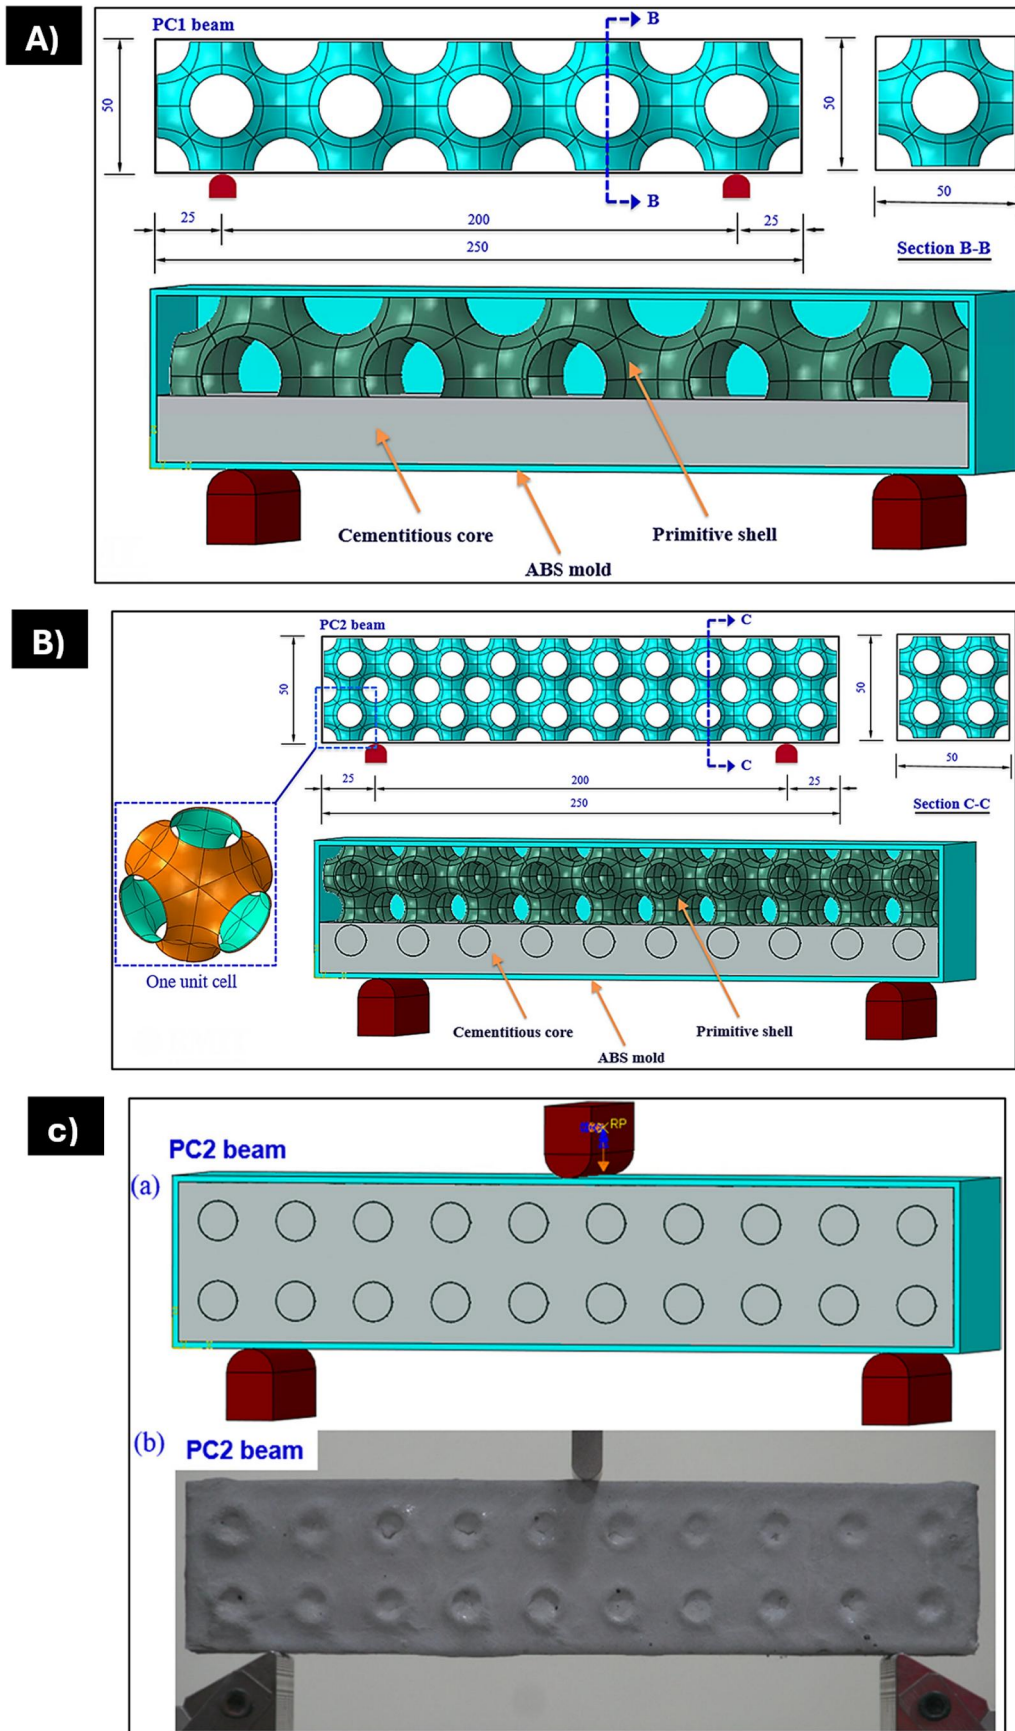 A)
PC1 beam
B
50
50
B
25
200
25
50
250
Section B-B
Cementitious core
Primitive shell
ABS mold
B)
PC2 beam
C
50
50
C
25
200
25
50
250
Section C-C
One unit cell
Cementitious core
Primitive shell
ABS mold
c)
RP
PC2 beam
(a)
(b)
PC2 beam